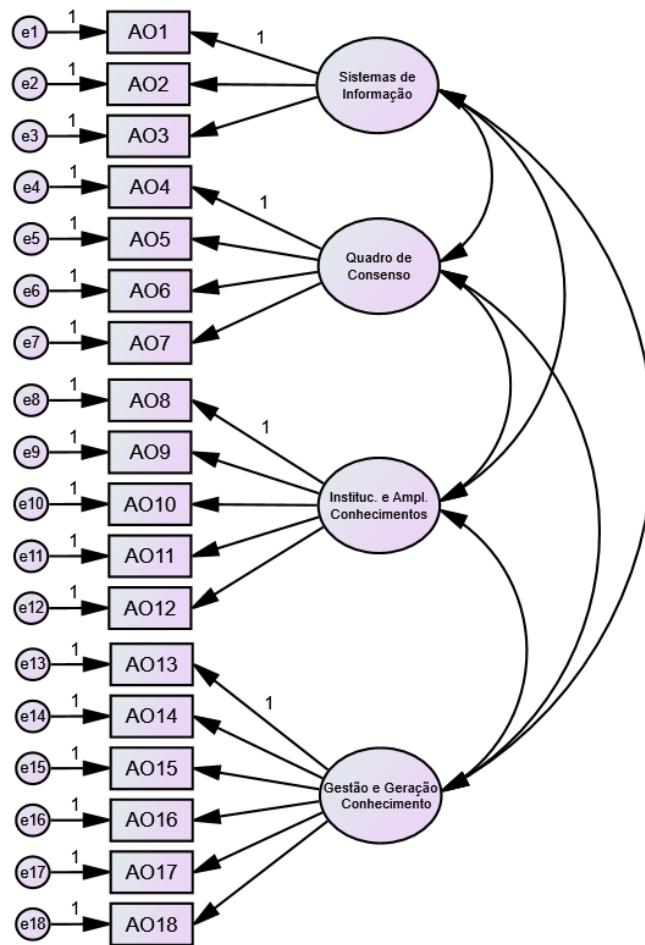 e1 1 AO1 1
Sistemas de
Informação
e2 1 AO2
e3 1 AO3
e4 1 AO4 1
Quadro de
Consenso
e5 1 AO5
e6 1 AO6
e7 1 AO7
e8 1 AO8 1
Instituc. e Ampl.
Conhecimentos
e9 1 AO9
e10 1 AO10
e11 1 AO11
e12 1 AO12
e13 1 AO13 1
Gestão e Geração
Conhecimento
e14 1 AO14
e15 1 AO15
e16 1 AO16
e17 1 AO17
e18 1 AO18